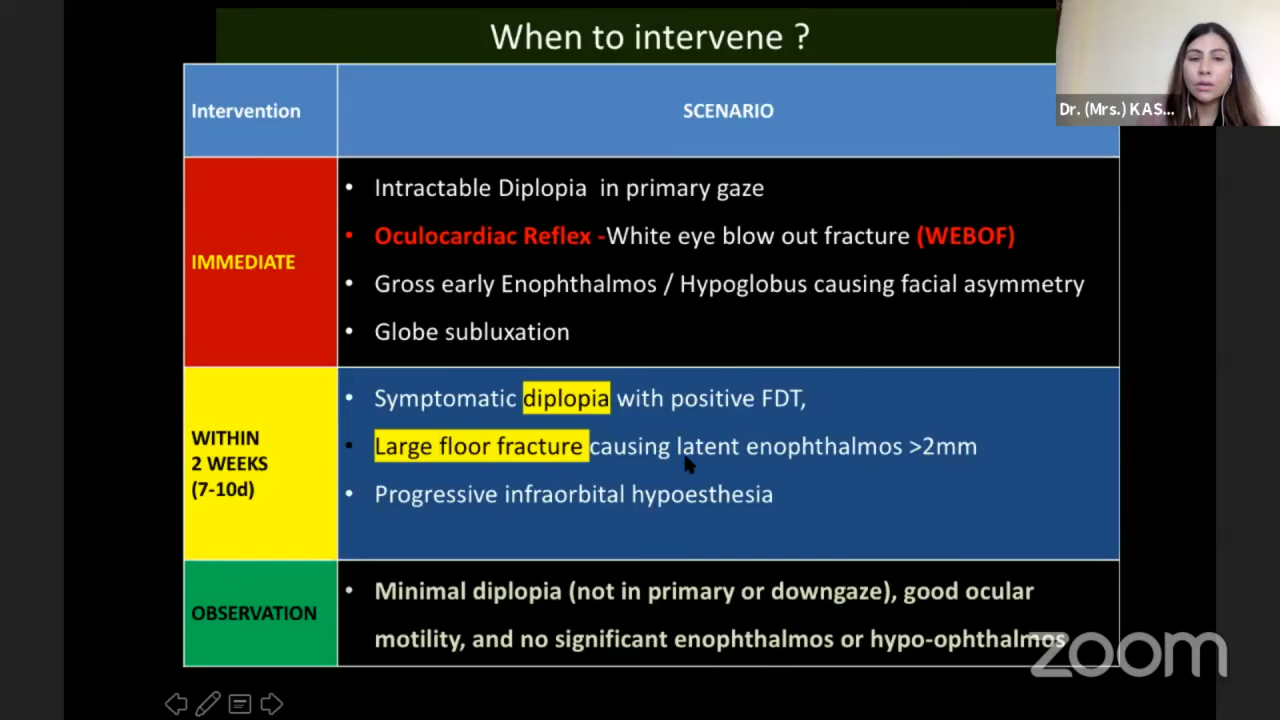 When to intervene ?
Dr. (Mrs.) KAS...
Intervention
SCENARIO
IMMEDIATE
• Intractable Diplopia in primary gaze
• Oculocardiac Reflex -White eye blow out fracture (WEBOF)
• Gross early Enophthalmos / Hypoglobus causing facial asymmetry
• Globe subluxation
WITHIN
2 WEEKS
(7-10d)
• Symptomatic diplopia with positive FDT,
• Large floor fracture causing latent enophthalmos >2mm
• Progressive infraorbital hypoesthesia
OBSERVATION
• Minimal diplopia (not in primary or downgaze), good ocular
motility, and no significant enophthalmos or hypo-ophthalmos
zoom